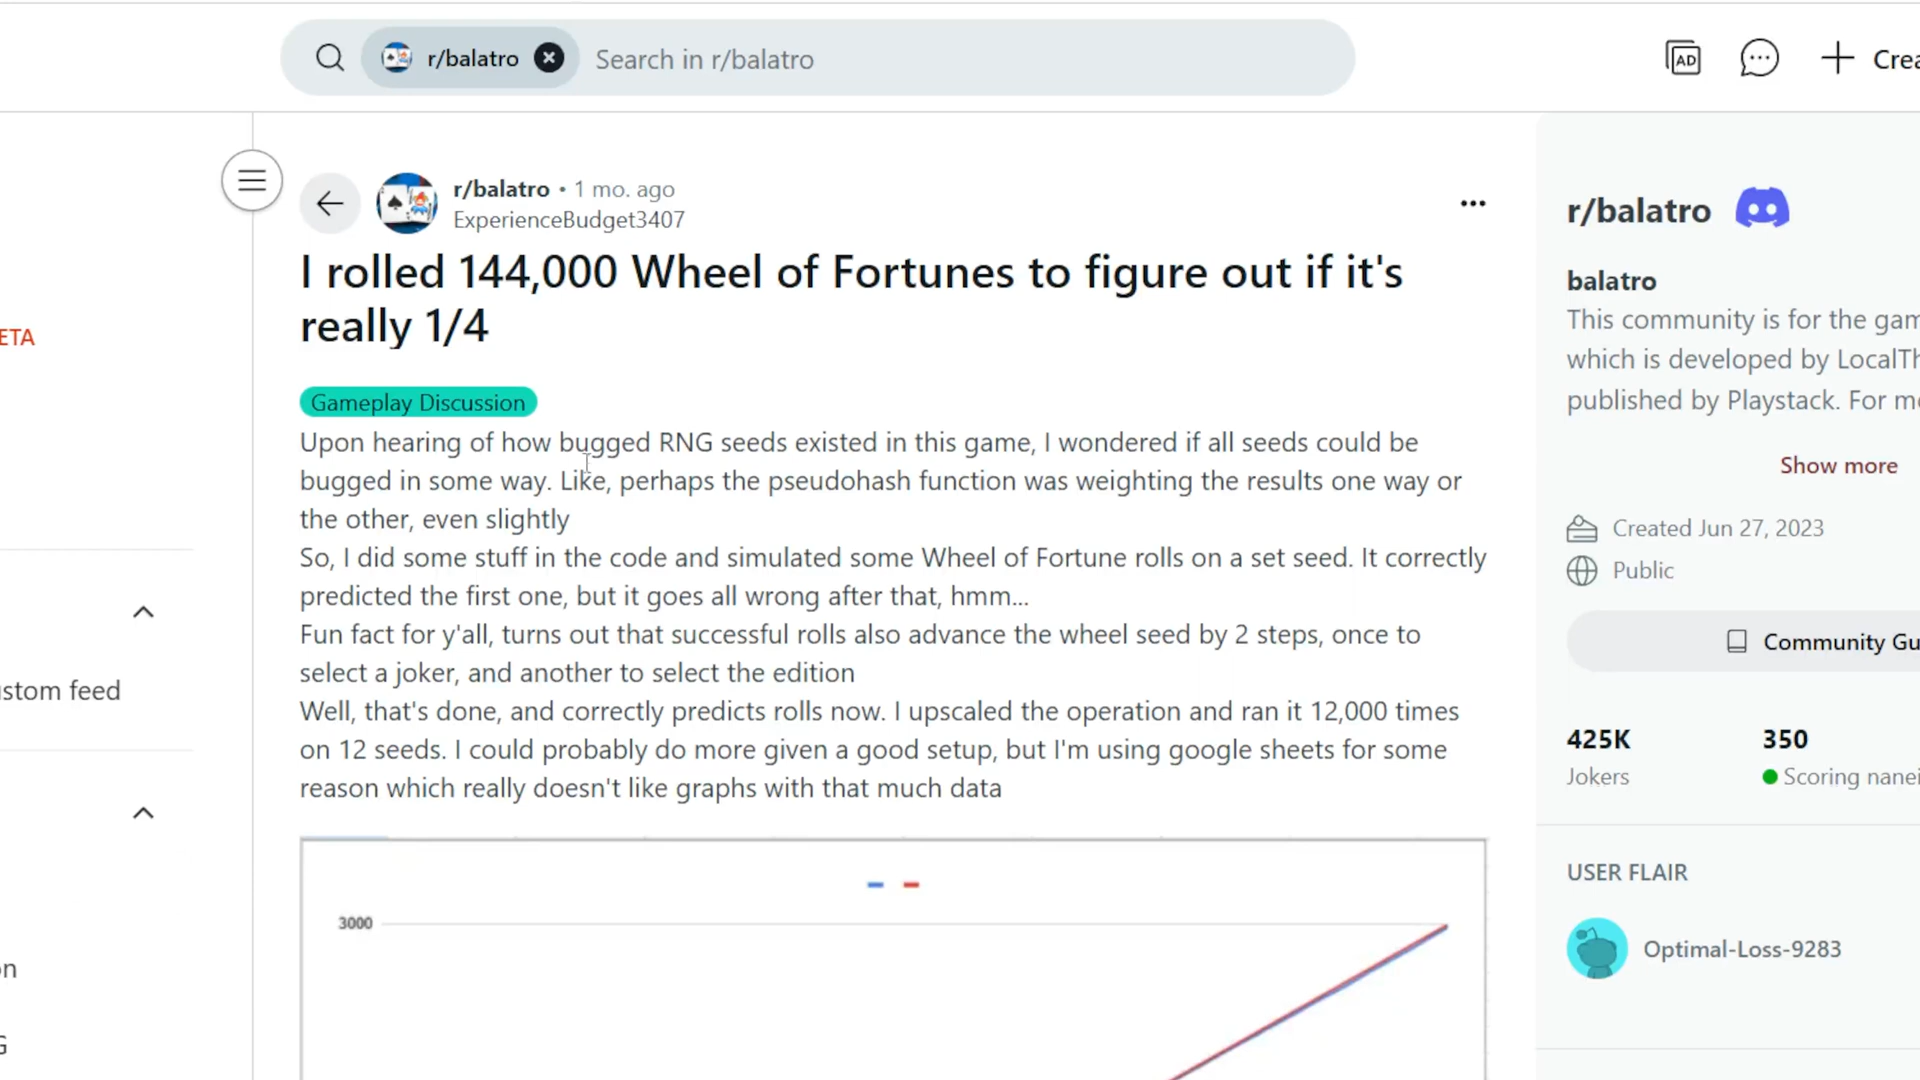 r/balatro
Search in r/balatro
AD
Crea
r/balatro • 1 mo. ago
ExperienceBudget3407
I rolled 144,000 Wheel of Fortunes to figure out if it's
really 1/4
Gameplay Discussion
Upon hearing of how bugged RNG seeds existed in this game, I wondered if all seeds could be
bugged in some way. Like, perhaps the pseudohash function was weighting the results one way or
the other, even slightly
So, I did some stuff in the code and simulated some Wheel of Fortune rolls on a set seed. It correctly
predicted the first one, but it goes all wrong after that, hmm...
Fun fact for y'all, turns out that successful rolls also advance the wheel seed by 2 steps, once to
select a joker, and another to select the edition
Well, that's done, and correctly predicts rolls now. I upscaled the operation and ran it 12,000 times
on 12 seeds. I could probably do more given a good setup, but I'm using google sheets for some
reason which really doesn't like graphs with that much data
3000
ETA
stom feed
on
G
r/balatro
balatro
This community is for the gam
which is developed by LocalTh
published by Playstack. For mo
Show more
Created Jun 27, 2023
Public
Community Gu
425K
Jokers
350
Scoring nanei
USER FLAIR
Optimal-Loss-9283